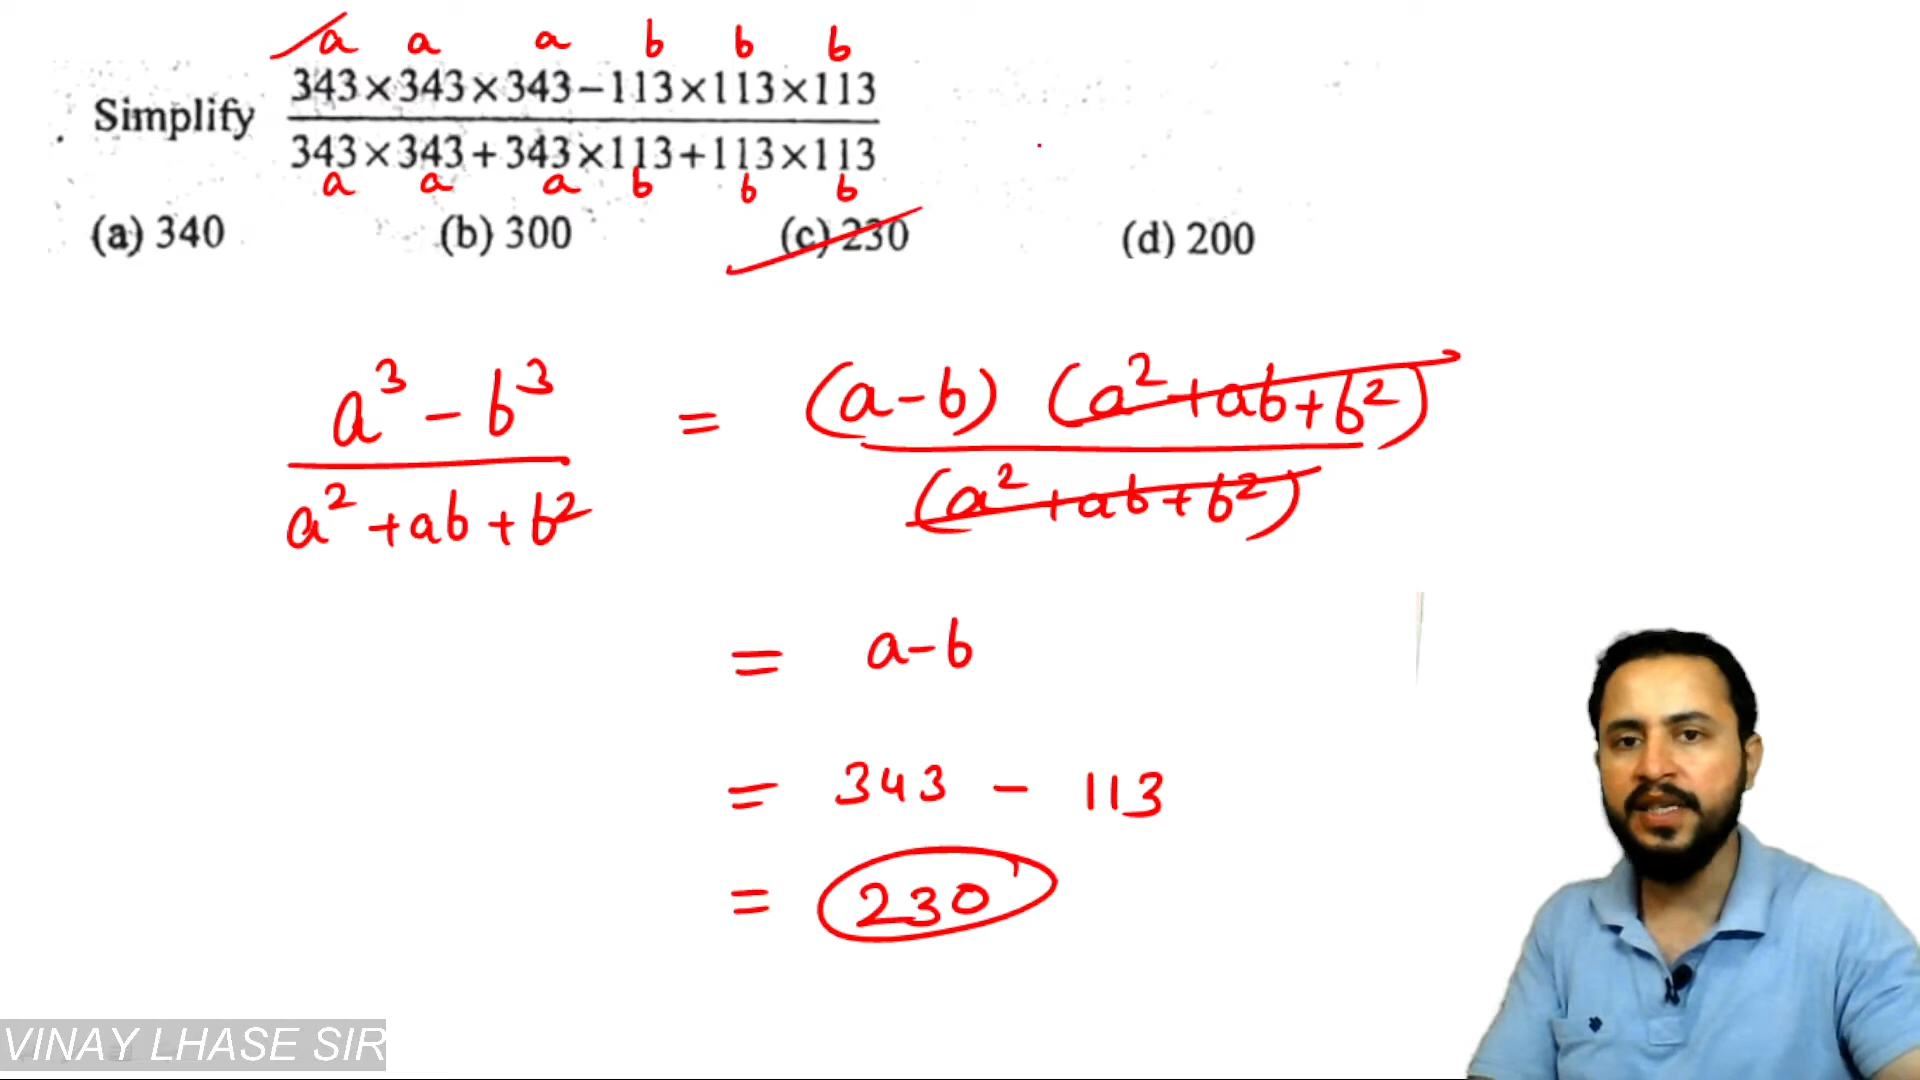 a a a b b b
343×343×343−113×113×113
Simplify
343×343+343×113+113×113
a a a b b b
(a) 340 (b) 300 (c) 230 (d) 200
a³ − b³ = (a−b) (a²+ab+b²)
a² + ab + b² (a²+ab+b²)
= a−b
= 343 − 113
= 230
VINAY LHASE SIR